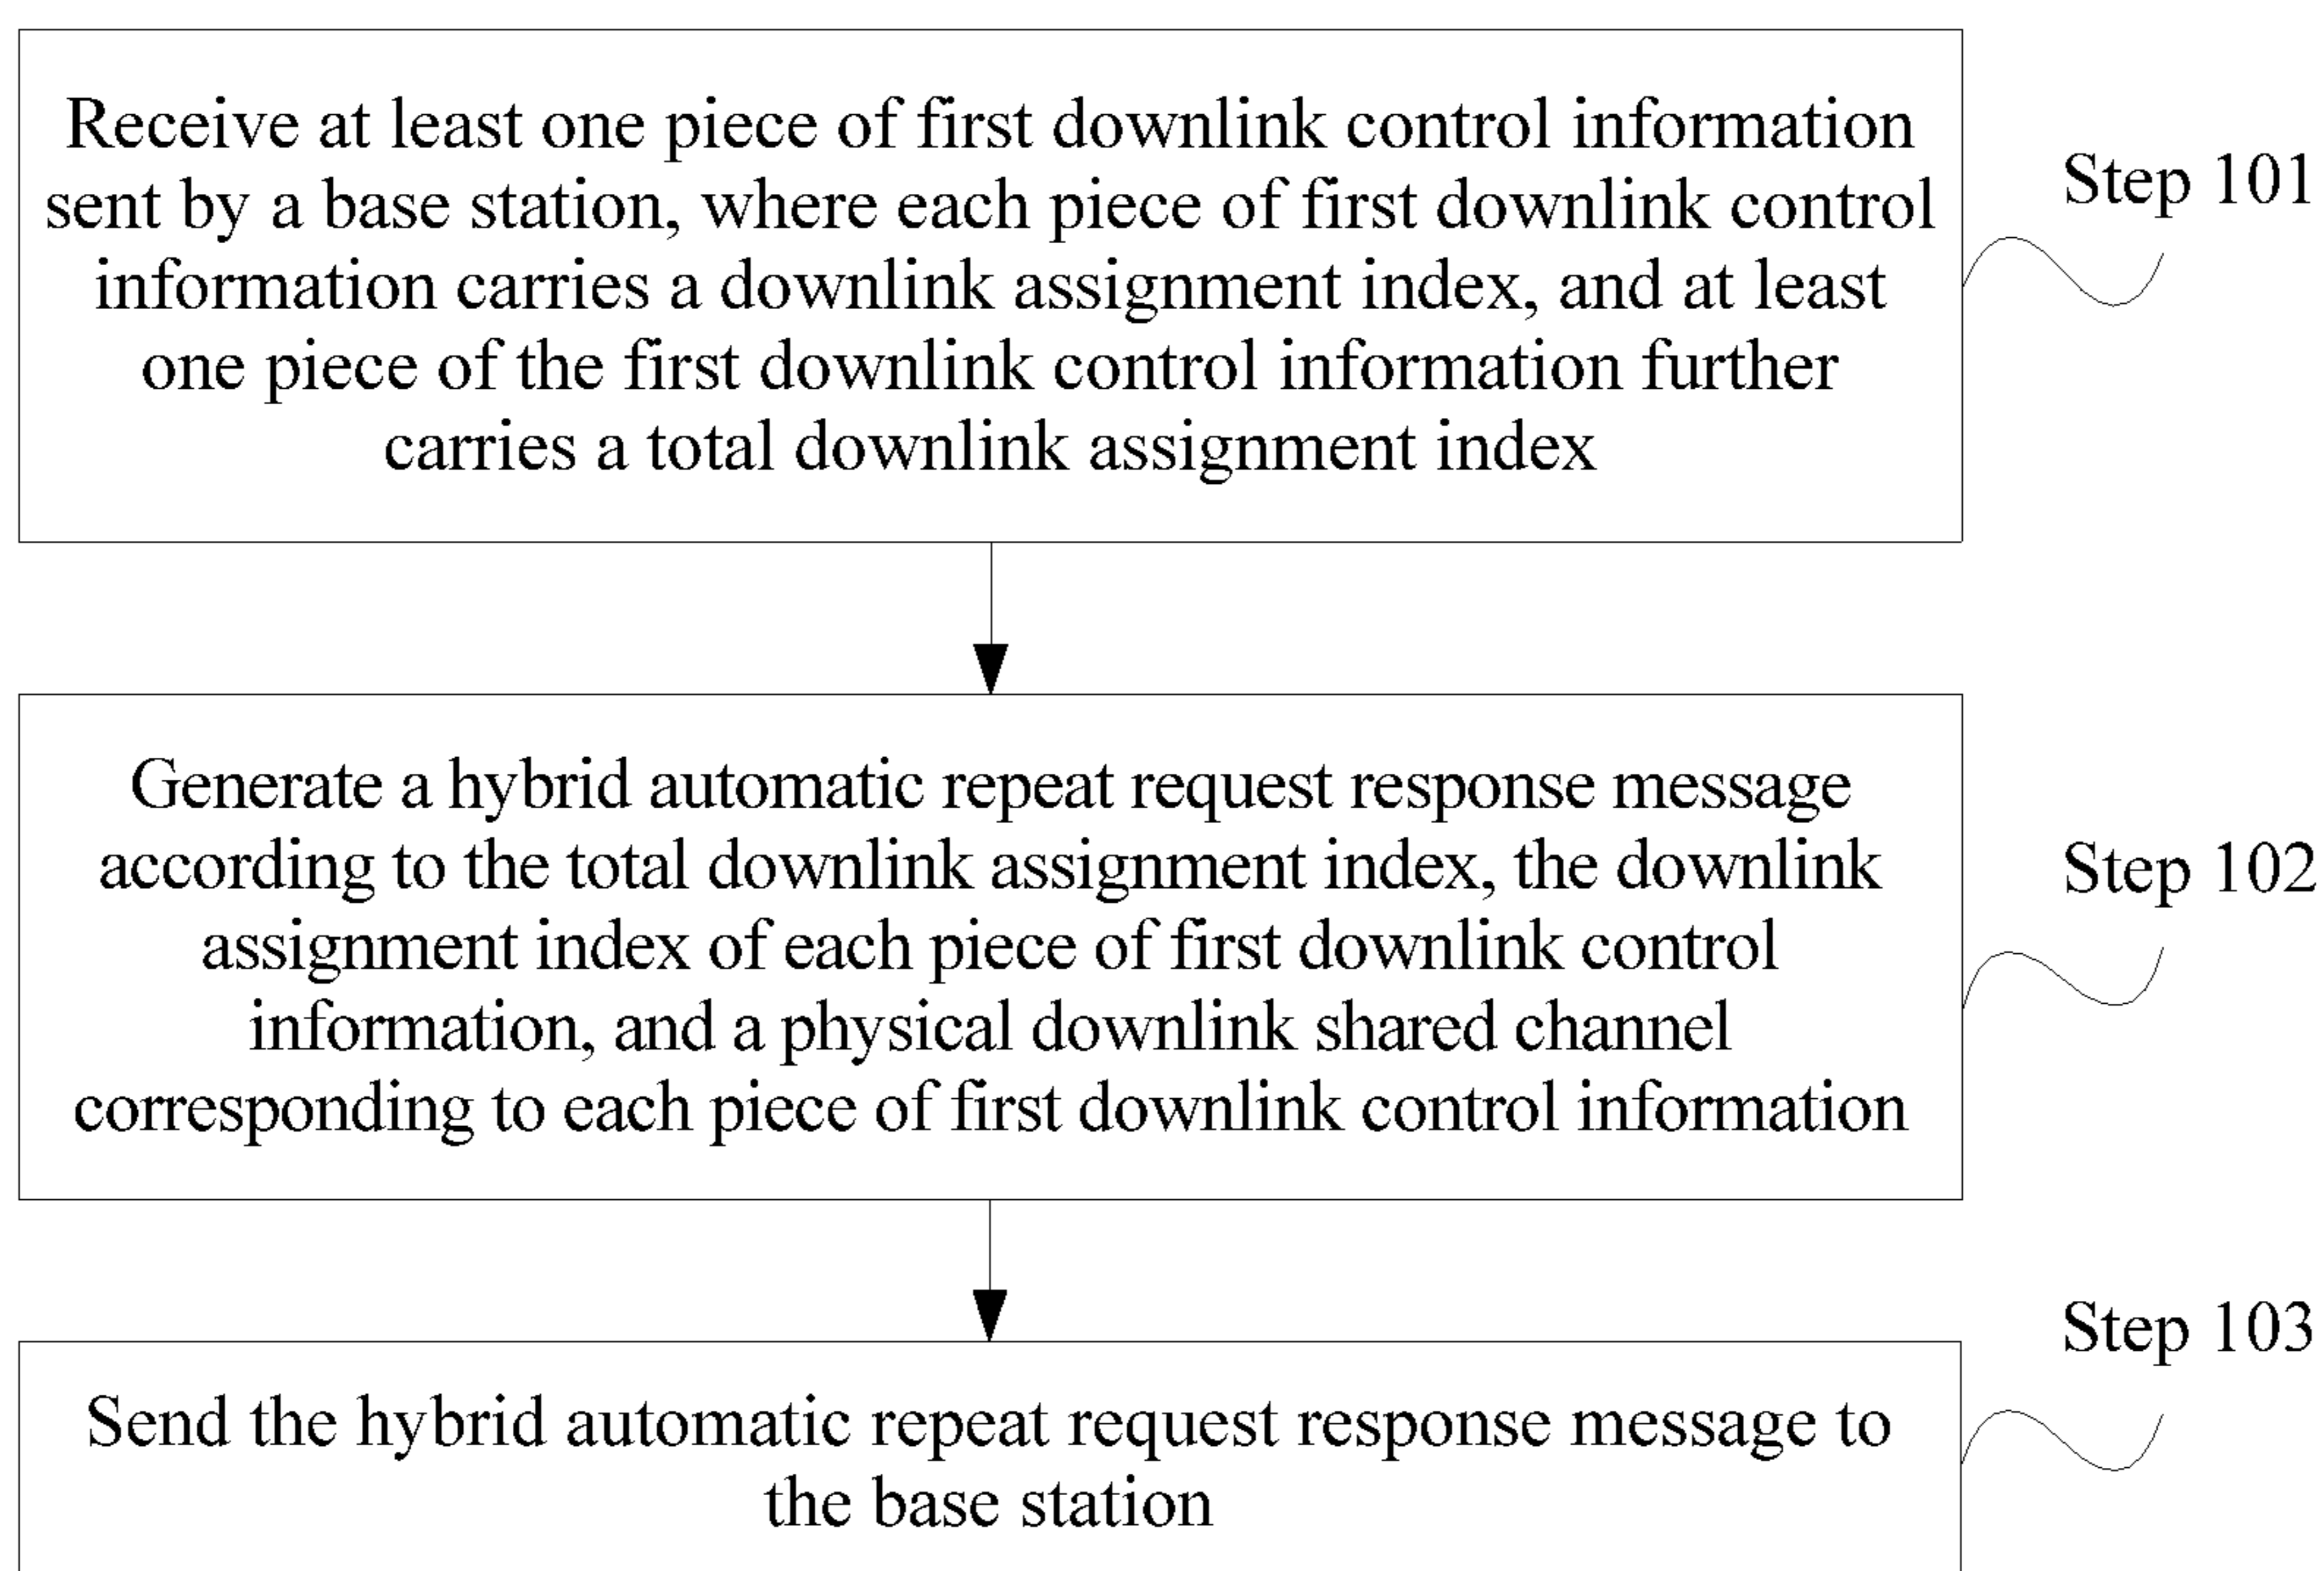 Receive at least one piece of first downlink control information
sent by a base station, where each piece of first downlink control
information carries a downlink assignment index, and at least
one piece of the first downlink control information further
carries a total downlink assignment index
Step 101
Generate a hybrid automatic repeat request response message
according to the total downlink assignment index, the downlink
assignment index of each piece of first downlink control
information, and a physical downlink shared channel
corresponding to each piece of first downlink control information
Step 102
Send the hybrid automatic repeat request response message to
the base station
Step 103